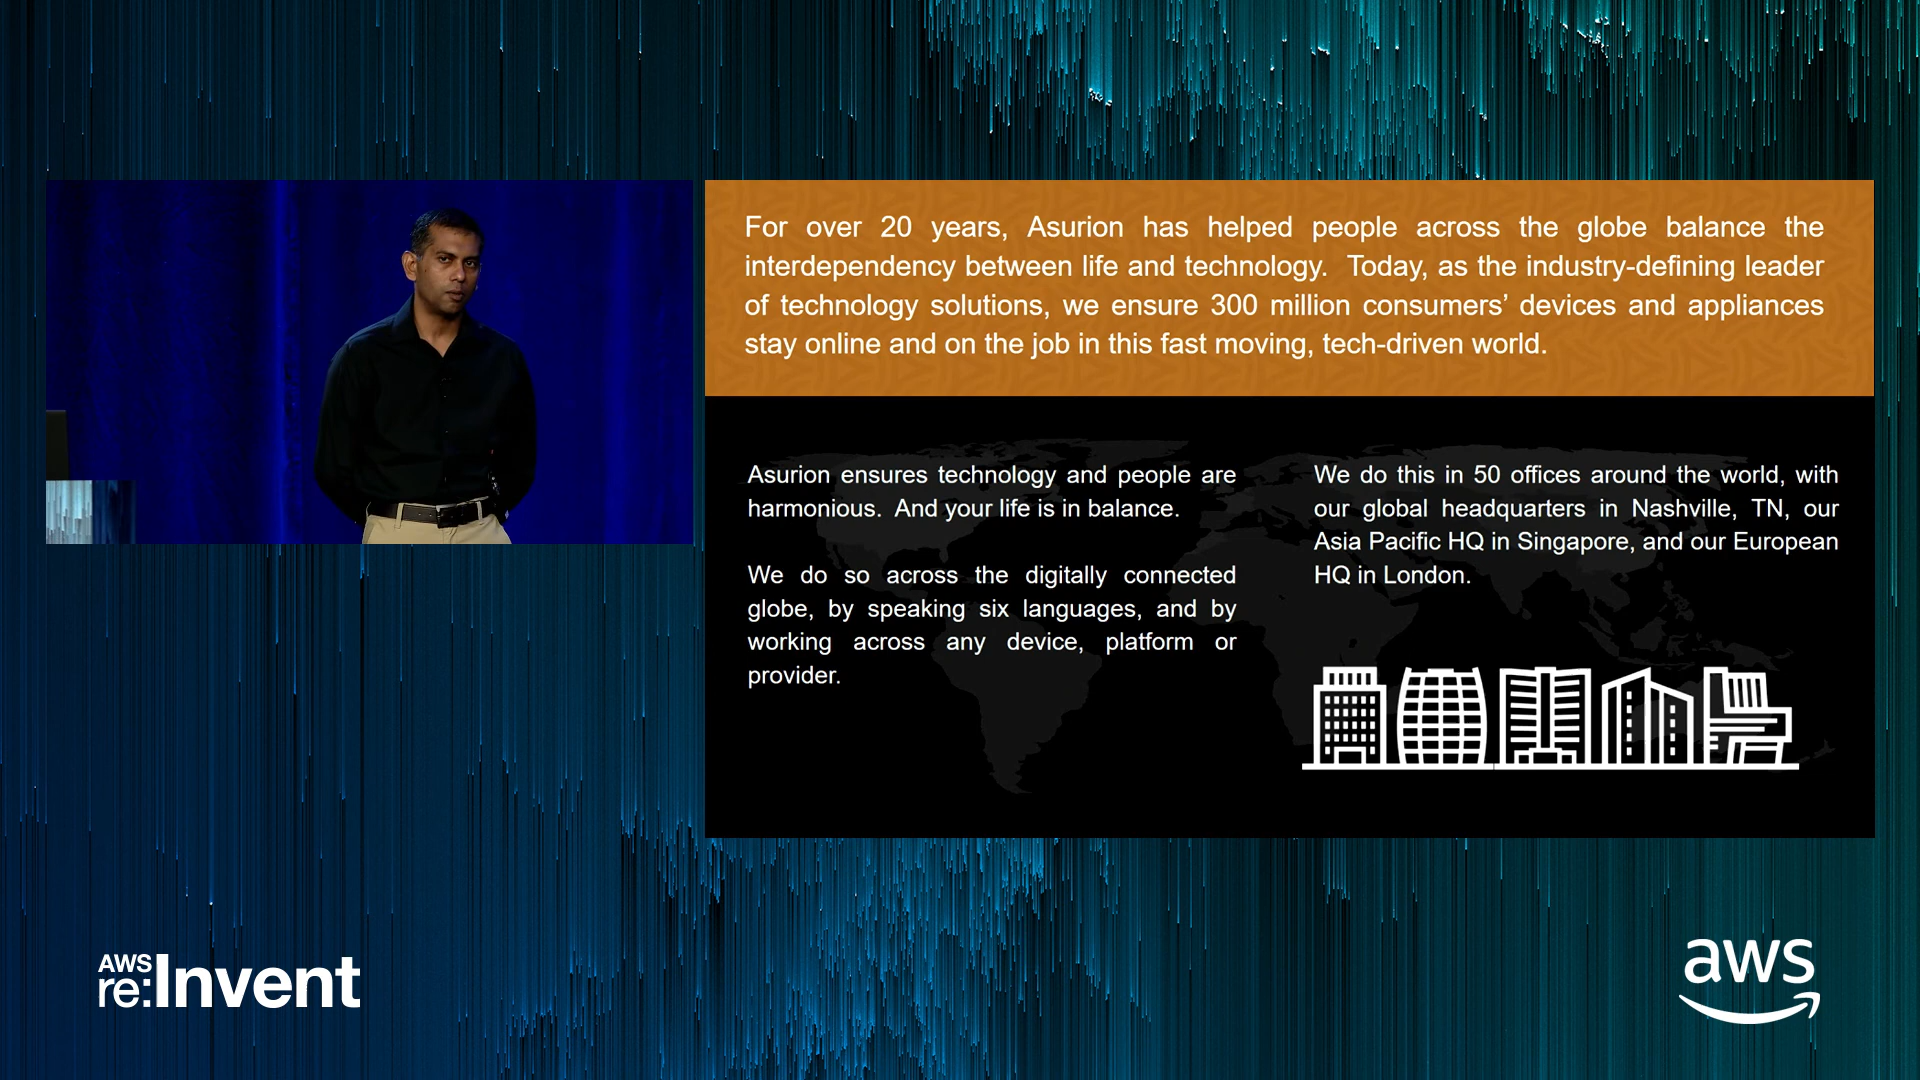 For over 20 years, Asurion has helped people across the globe balance the
interdependency between life and technology.  Today, as the industry-defining leader
of technology solutions, we ensure 300 million consumers’ devices and appliances
stay online and on the job in this fast moving, tech-driven world.
Asurion ensures technology and people are
harmonious.  And your life is in balance.
We do so across the digitally connected
globe, by speaking six languages, and by
working across any device, platform or
provider.
We do this in 50 offices around the world, with
our global headquarters in Nashville, TN, our
Asia Pacific HQ in Singapore, and our European
HQ in London.
AWS
re:Invent
aws